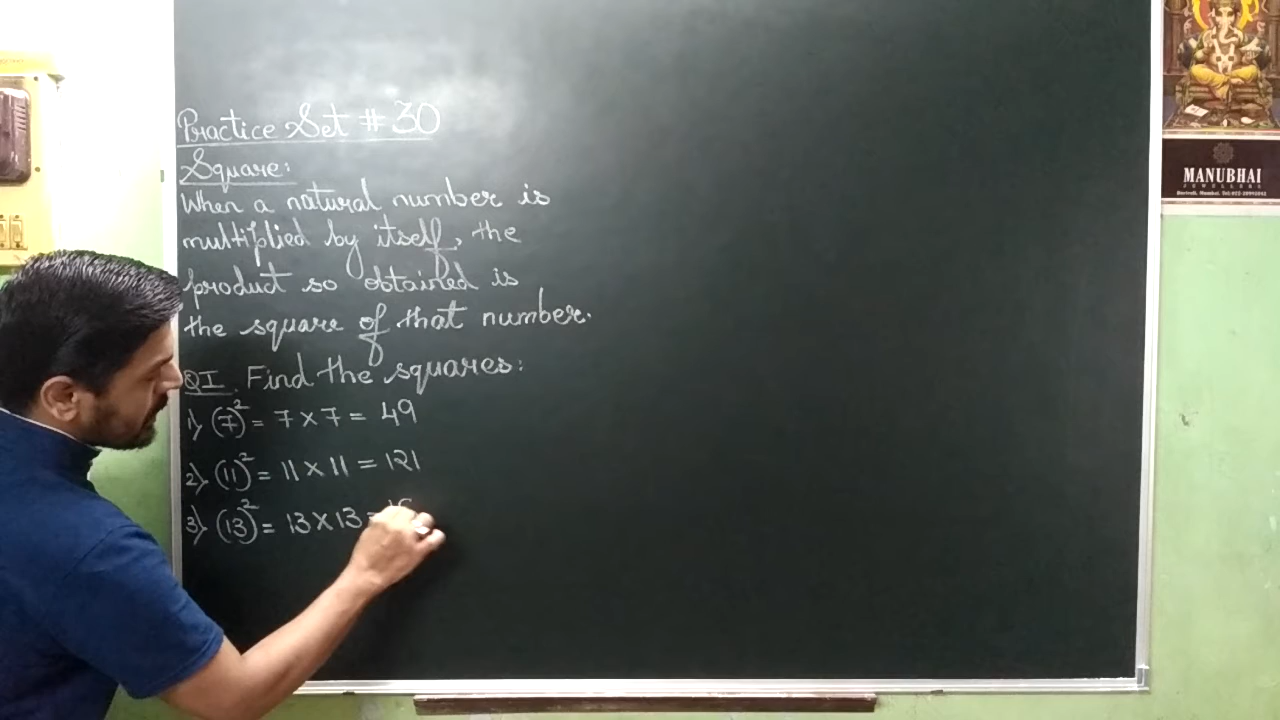 Practice Set # 30
Square:
When a natural number is
multiplied by itself, the
product so obtained is
the square of that number.
QI. Find the squares:
1) (7)² = 7 × 7 = 49
2) (11)² = 11 × 11 = 121
3) (13)² = 13 × 13 =
MANUBHAI
JEWELLERS